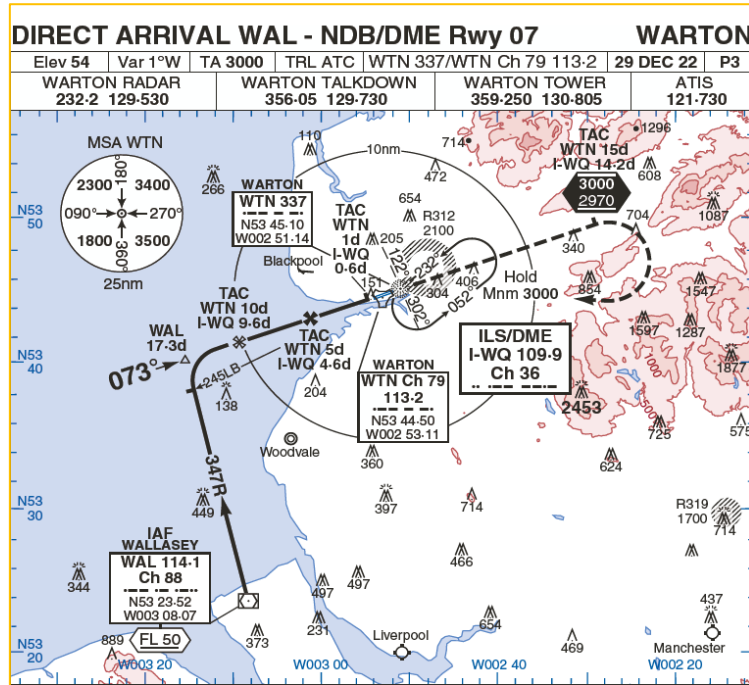 DIRECT ARRIVAL WAL - NDB/DME Rwy 07 WARTON
Elev 54 Var 1°W TA 3000 TRL ATC WTN 337/WTN Ch 79 113·2 29 DEC 22 P3
WARTON RADAR
232·2 129·530
WARTON TALKDOWN
356·05 129·730
WARTON TOWER
359·250 130·805
ATIS
121·730
MSA WTN
180°
2300 3400
090° 270°
1800 3500
360°
25nm
110
266
10nm
714
472
TAC
WTN 15d
I-WQ 14·2d
3000
2970
1296
608
1087
704
N53
50
WARTON
WTN 337
N53 45·10
W002 51·14
654
R312
2100
TAC
WTN
1d
I-WQ
0·6d
205
Blackpool
122°
232°
151
304
406
302°
052°
Hold
Mnm 3000
340
864
1547
1597
1287
1877
TAC
WTN 10d
I-WQ 9·6d
WAL
17·3d
073°
N53
40
TAC
WTN 5d
I-WQ 4·6d
245LB
138
204
WARTON
WTN Ch 79
113·2
N53 44·50
W002 53·11
ILS/DME
I-WQ 109·9
Ch 36
2453
1000
500
725
575
624
Woodvale
360
347R
449
397
714
R319
1700
714
N53
30
IAF
WALLASEY
WAL 114·1
Ch 88
N53 23·52
W003 08·07
FL 50
344
466
497
497
231
373
889
654
437
469
Liverpool
Manchester
N53
20
W003 20
W003 00
W002 40
W002 20